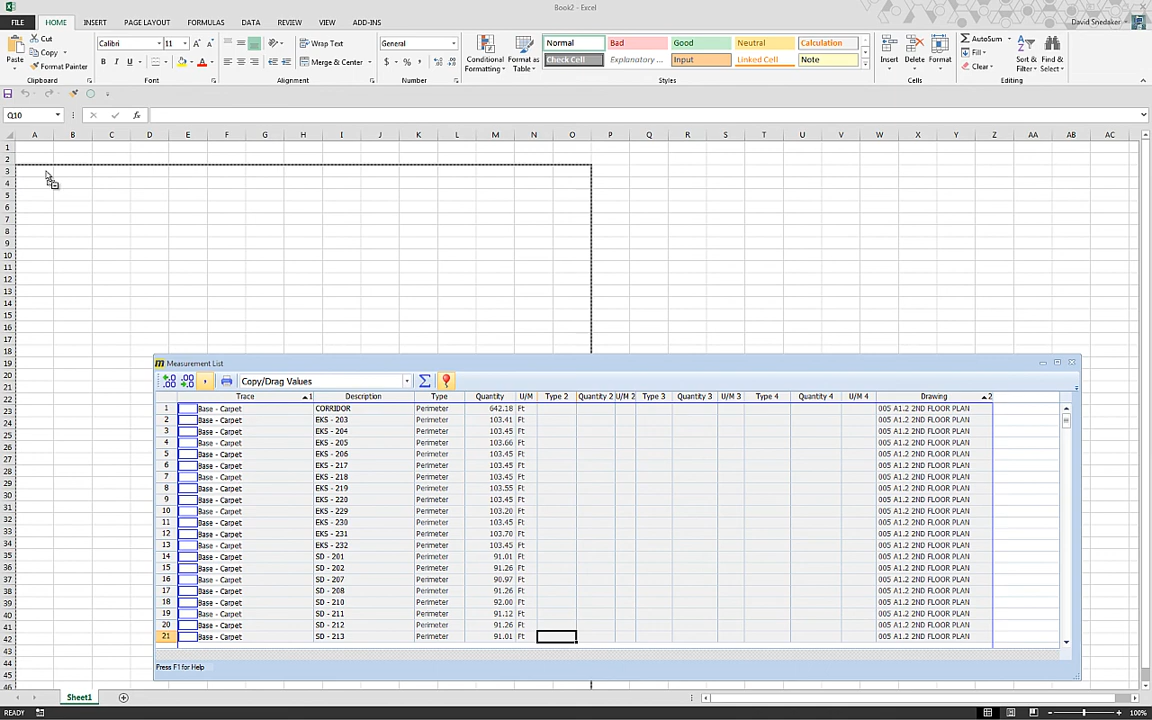 Book2 - Excel
FILE HOME INSERT PAGE LAYOUT FORMULAS DATA REVIEW VIEW ADD-INS David Snedaker
Cut Calibri 11 Wrap Text General Normal Bad Good Neutral Calculation AutoSum
Copy Fill
Paste Format Painter Merge & Center Conditional Formatting Format as Table Check Cell Explanatory ... Input Linked Cell Note Insert Delete Format Clear Sort & Filter Find & Select
Clipboard Font Alignment Number Styles Cells Editing
Q10 fx
A B C D E F G H I J K L M N O P Q R S T U V W X Y Z AA AB AC
1
2
3
4
5
6
7
8
9
10
11
12
13
14
15
16
17
18
19
20
21
22
23
24
25
26
27
28
29
30
31
32
33
34
35
36
37
38
39
40
41
42
43
44
45
46
Measurement List
Copy/Drag Values
Trace 1 Description Type Quantity U/M Type 2 Quantity 2 U/M 2 Type 3 Quantity 3 U/M 3 Type 4 Quantity 4 U/M 4 Drawing 2
1 Base - Carpet CORRIDOR Perimeter 642.18 Ft 005 A1.2 2ND FLOOR PLAN
2 Base - Carpet EKS - 203 Perimeter 103.41 Ft 005 A1.2 2ND FLOOR PLAN
3 Base - Carpet EKS - 204 Perimeter 103.45 Ft 005 A1.2 2ND FLOOR PLAN
4 Base - Carpet EKS - 205 Perimeter 103.66 Ft 005 A1.2 2ND FLOOR PLAN
5 Base - Carpet EKS - 206 Perimeter 103.45 Ft 005 A1.2 2ND FLOOR PLAN
6 Base - Carpet EKS - 217 Perimeter 103.45 Ft 005 A1.2 2ND FLOOR PLAN
7 Base - Carpet EKS - 218 Perimeter 103.45 Ft 005 A1.2 2ND FLOOR PLAN
8 Base - Carpet EKS - 219 Perimeter 103.55 Ft 005 A1.2 2ND FLOOR PLAN
9 Base - Carpet EKS - 220 Perimeter 103.45 Ft 005 A1.2 2ND FLOOR PLAN
10 Base - Carpet EKS - 229 Perimeter 103.20 Ft 005 A1.2 2ND FLOOR PLAN
11 Base - Carpet EKS - 230 Perimeter 103.45 Ft 005 A1.2 2ND FLOOR PLAN
12 Base - Carpet EKS - 231 Perimeter 103.70 Ft 005 A1.2 2ND FLOOR PLAN
13 Base - Carpet EKS - 232 Perimeter 103.45 Ft 005 A1.2 2ND FLOOR PLAN
14 Base - Carpet SD - 201 Perimeter 91.01 Ft 005 A1.2 2ND FLOOR PLAN
15 Base - Carpet SD - 202 Perimeter 91.26 Ft 005 A1.2 2ND FLOOR PLAN
16 Base - Carpet SD - 207 Perimeter 90.97 Ft 005 A1.2 2ND FLOOR PLAN
17 Base - Carpet SD - 208 Perimeter 91.26 Ft 005 A1.2 2ND FLOOR PLAN
18 Base - Carpet SD - 210 Perimeter 92.00 Ft 005 A1.2 2ND FLOOR PLAN
19 Base - Carpet SD - 211 Perimeter 91.12 Ft 005 A1.2 2ND FLOOR PLAN
20 Base - Carpet SD - 212 Perimeter 91.26 Ft 005 A1.2 2ND FLOOR PLAN
21 Base - Carpet SD - 213 Perimeter 91.01 Ft 005 A1.2 2ND FLOOR PLAN
Press F1 for Help
Sheet1
READY 100%